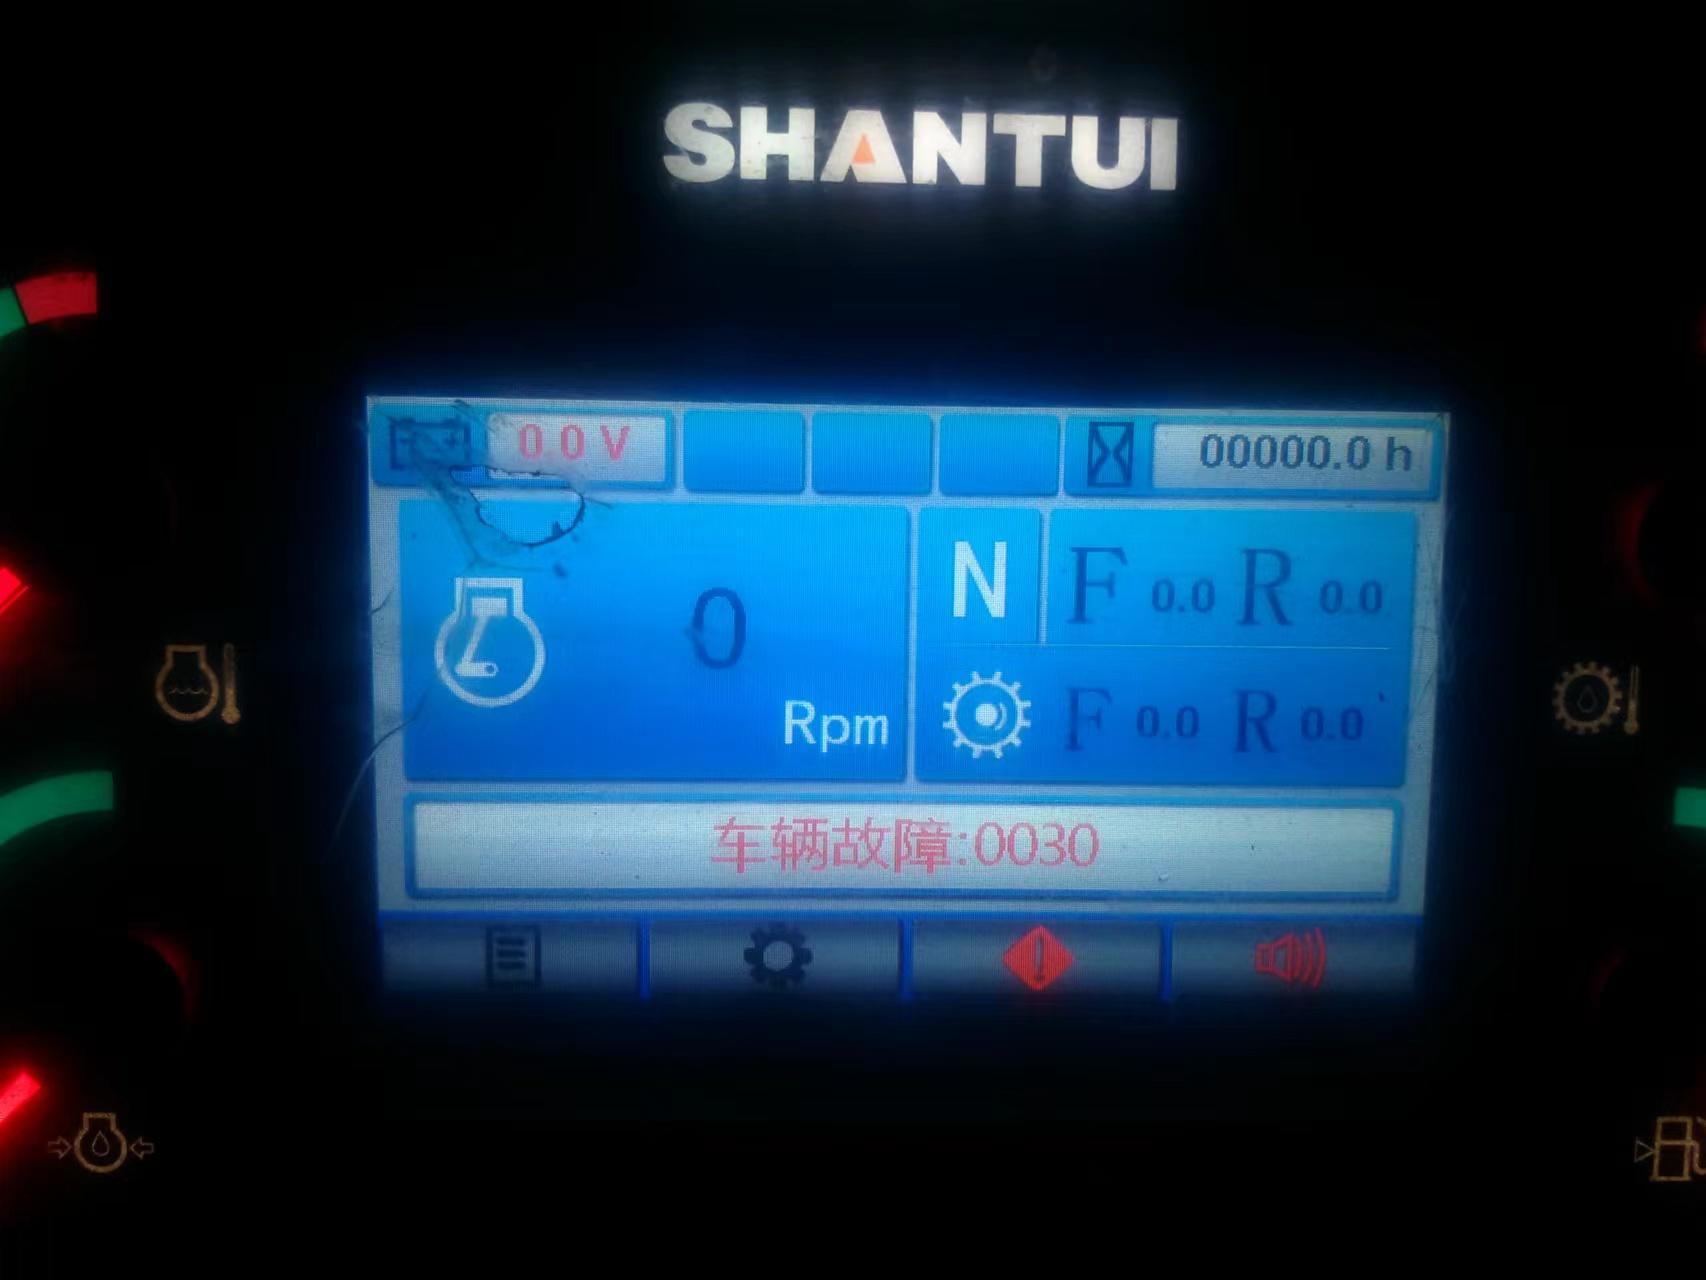 SHANTUI
0.0 V
00000.0 h
N F 0.0 R 0.0
0 Rpm
F 0.0 R 0.0
车辆故障:0030